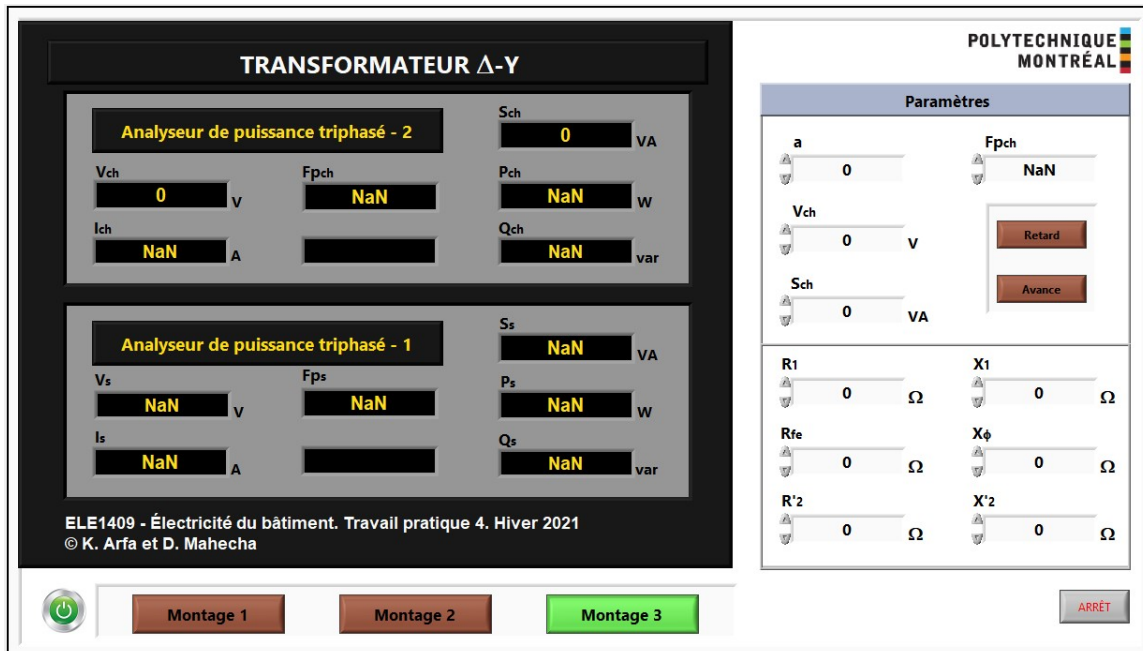 TRANSFORMATEUR Δ-Y
POLYTECHNIQUE
MONTRÉAL
Analyseur de puissance triphasé - 2
Sch
0 VA
Vch
0 V
Fpch
NaN
Pch
NaN W
Ich
NaN A
Qch
NaN var
Analyseur de puissance triphasé - 1
Ss
NaN VA
Vs
NaN V
Fps
NaN
Ps
NaN W
Is
NaN A
Qs
NaN var
ELE1409 - Électricité du bâtiment. Travail pratique 4. Hiver 2021
© K. Arfa et D. Mahecha
Paramètres
a
0
Fpch
NaN
Vch
0 V
Retard
Sch
0 VA
Avance
R1
0 Ω
X1
0 Ω
Rfe
0 Ω
Xϕ
0 Ω
R'2
0 Ω
X'2
0 Ω
Montage 1
Montage 2
Montage 3
ARRÊT